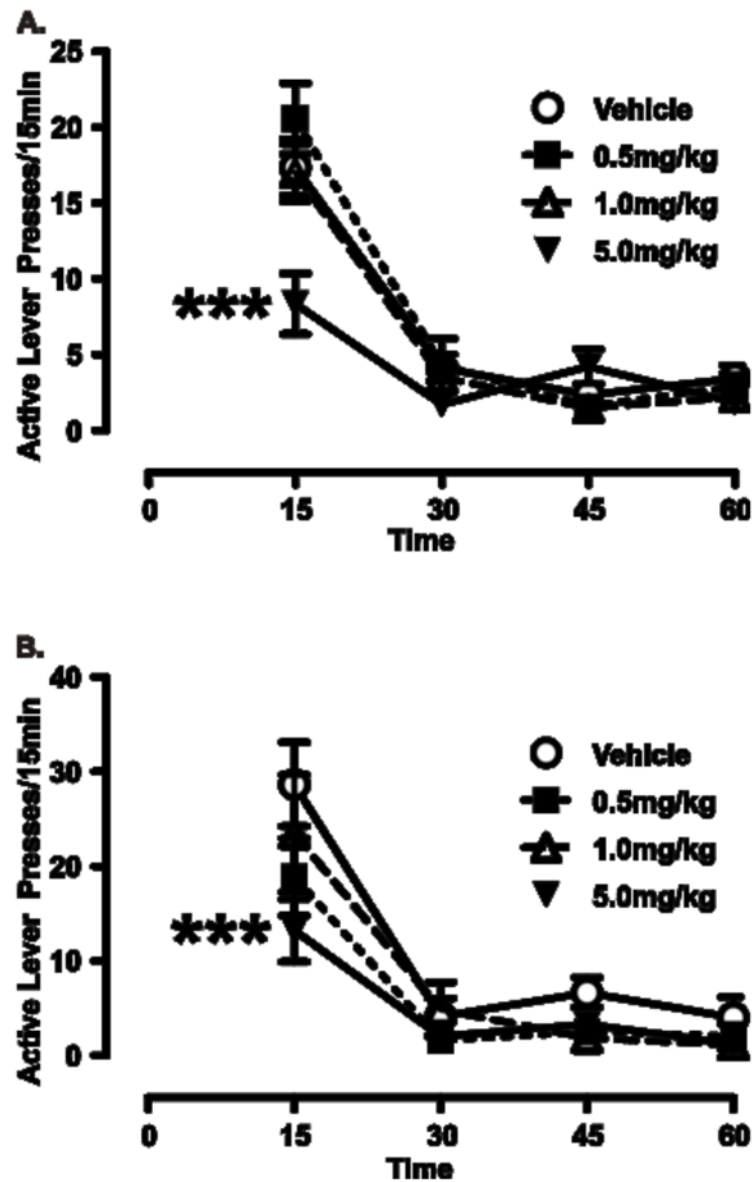 A.
Active Lever Presses/15min
25
20
15
10
5
0
Vehicle
0.5mg/kg
1.0mg/kg
5.0mg/kg
***
0 15 30 45 60
Time
B.
Active Lever Presses/15min
40
30
20
10
0
Vehicle
0.5mg/kg
1.0mg/kg
5.0mg/kg
***
0 15 30 45 60
Time